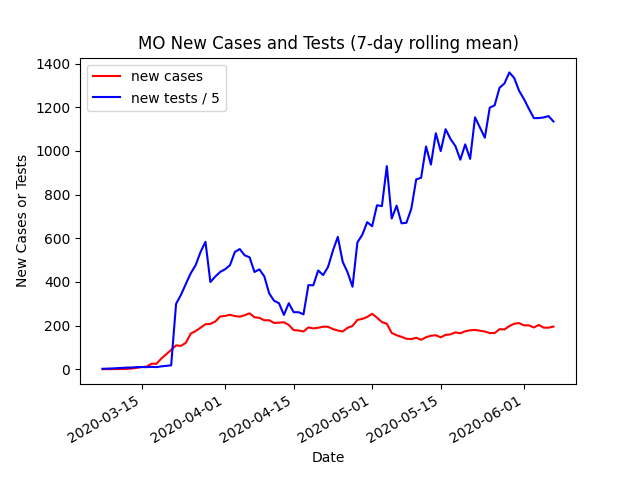 MO New Cases and Tests (7-day rolling mean)
new cases
new tests / 5
New Cases or Tests
1400
1200
1000
800
600
400
200
0
2020-03-15
2020-04-01
2020-04-15
2020-05-01
2020-05-15
2020-06-01
Date